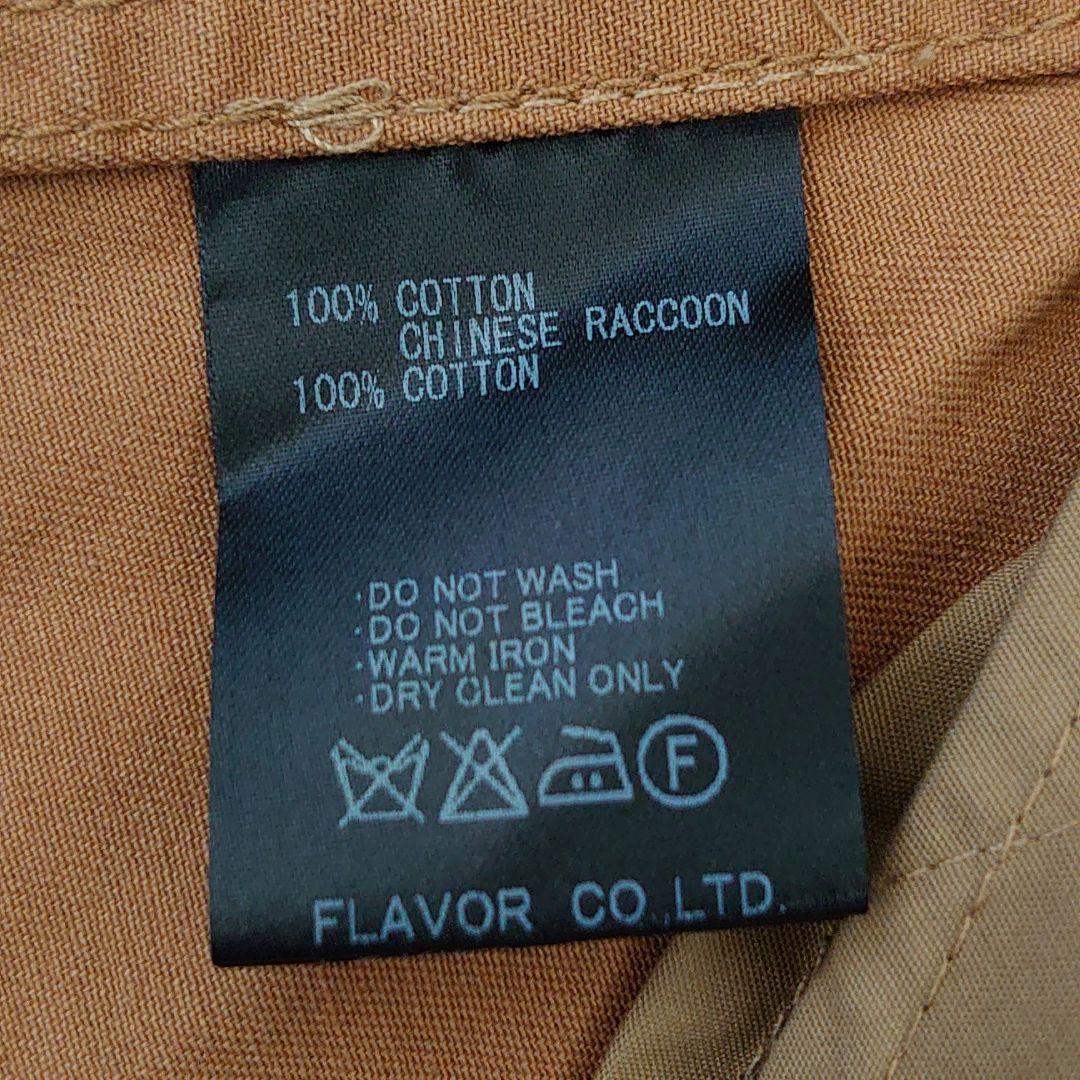 100% COTTON
CHINESE RACCOON
100% COTTON
·DO NOT WASH
·DO NOT BLEACH
·WARM IRON
·DRY CLEAN ONLY
F
FLAVOR CO.,LTD.